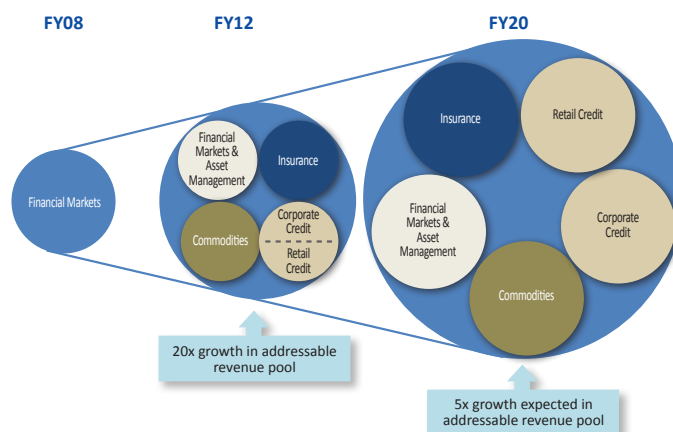 FY08
FY12
FY20
Financial Markets
Financial
Markets &
Asset
Management
Insurance
Commodities
Corporate
Credit
Retail
Credit
Insurance
Retail Credit
Financial
Markets &
Asset
Management
Corporate
Credit
Commodities
20x growth in addressable
revenue pool
5x growth expected in
addressable revenue pool